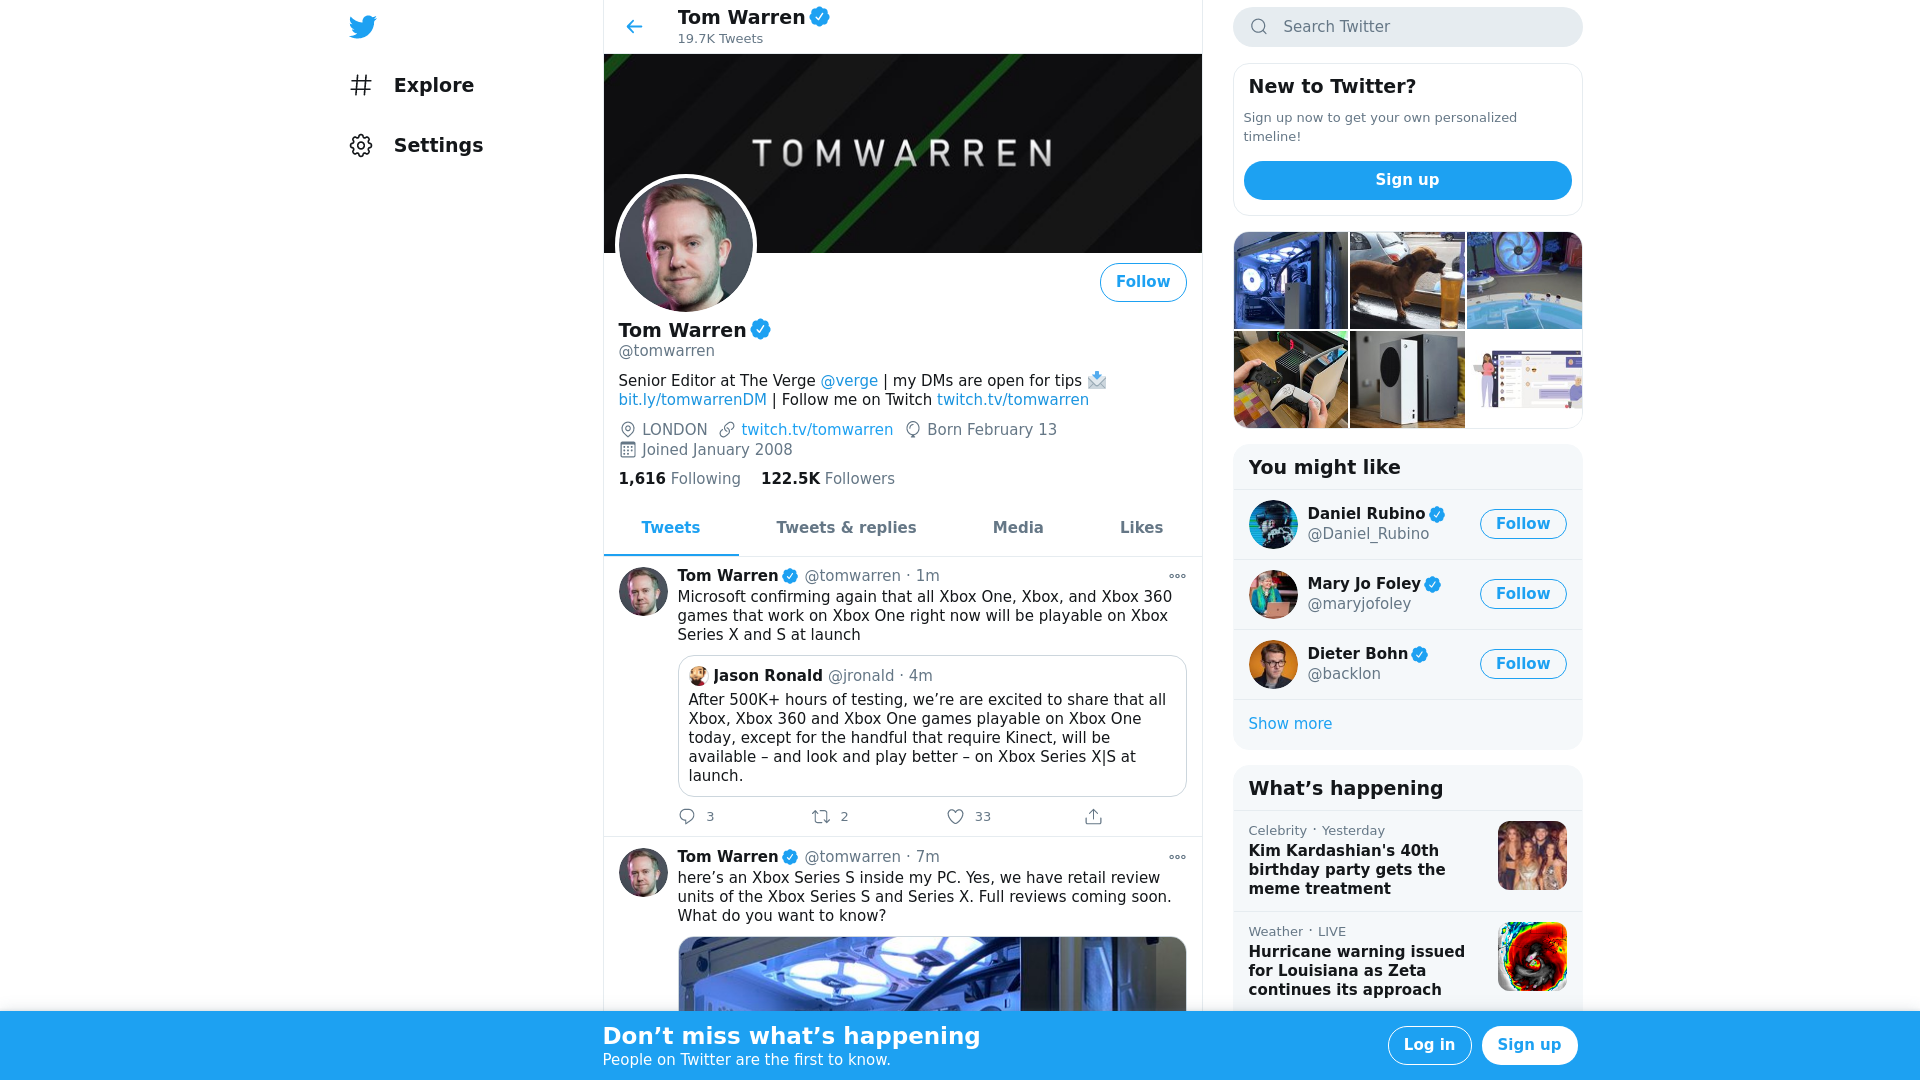 Tom Warren
19.7K Tweets
Explore
Settings
TOMWARREN
Follow
Tom Warren
@tomwarren
Senior Editor at The Verge @verge | my DMs are open for tips
bit.ly/tomwarrenDM | Follow me on Twitch twitch.tv/tomwarren
LONDON twitch.tv/tomwarren Born February 13
Joined January 2008
1,616 Following 122.5K Followers
Tweets Tweets & replies Media Likes
Tom Warren @tomwarren · 1m
Microsoft confirming again that all Xbox One, Xbox, and Xbox 360
games that work on Xbox One right now will be playable on Xbox
Series X and S at launch
Jason Ronald @jronald · 4m
After 500K+ hours of testing, we’re are excited to share that all
Xbox, Xbox 360 and Xbox One games playable on Xbox One
today, except for the handful that require Kinect, will be
available – and look and play better – on Xbox Series X|S at
launch.
3 2 33
Tom Warren @tomwarren · 7m
here’s an Xbox Series S inside my PC. Yes, we have retail review
units of the Xbox Series S and Series X. Full reviews coming soon.
What do you want to know?
Search Twitter
New to Twitter?
Sign up now to get your own personalized
timeline!
Sign up
You might like
Daniel Rubino
@Daniel_Rubino
Follow
Mary Jo Foley
@maryjofoley
Follow
Dieter Bohn
@backlon
Follow
Show more
What’s happening
Celebrity · Yesterday
Kim Kardashian's 40th
birthday party gets the
meme treatment
Weather · LIVE
Hurricane warning issued
for Louisiana as Zeta
continues its approach
Don’t miss what’s happening
People on Twitter are the first to know.
Log in
Sign up